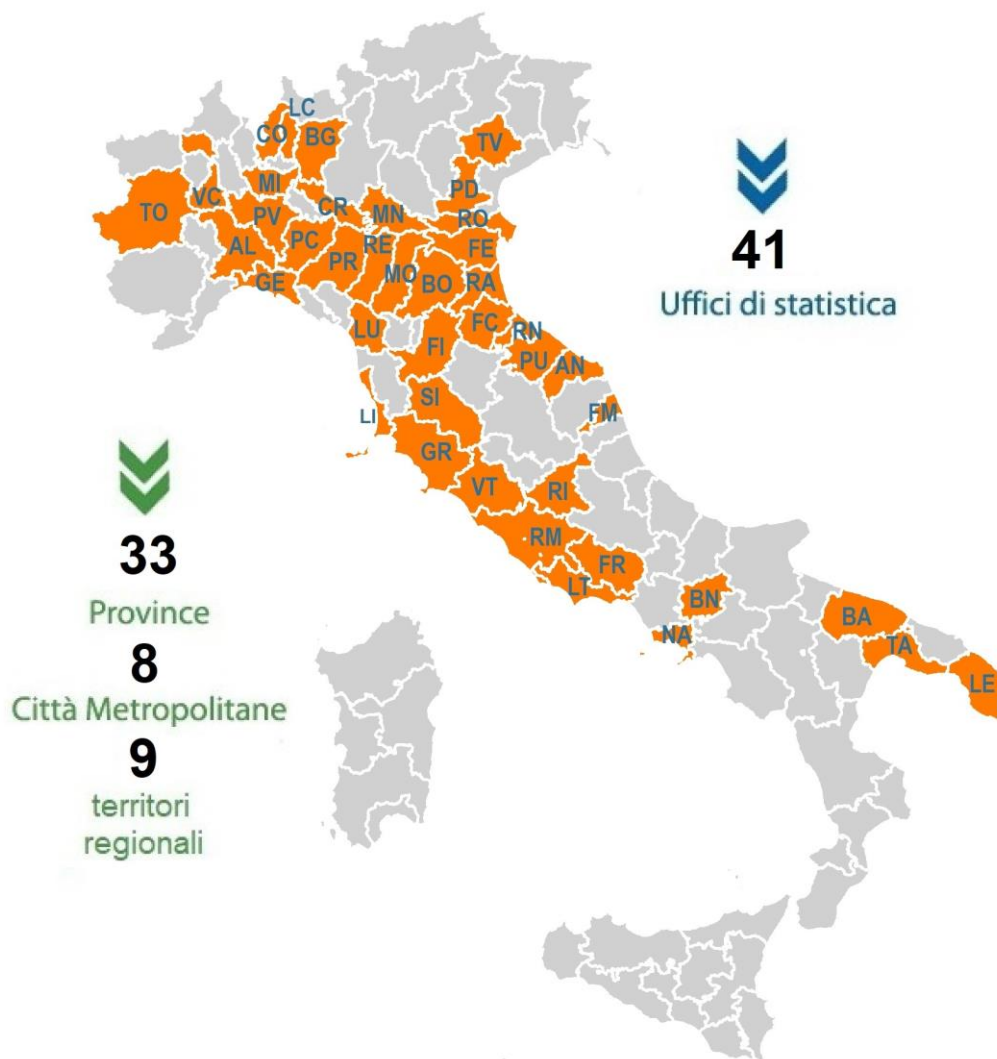 LC
CO
BG
TV
MI
VC
PD
TO
CR
MN
PV
RO
AL
PC
RE
FE
PR
MO
BO
RA
GE
LU
FC
RN
FI
PU
AN
SI
LI
FM
GR
VT
RI
RM
FR
LT
BN
NA
BA
TA
LE
41
Uffici di statistica
33
Province
8
Città Metropolitane
9
territori
regionali